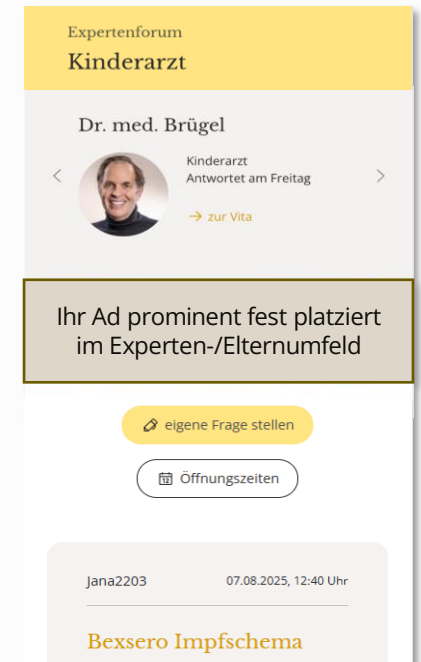 Expertenforum
Kinderarzt
Dr. med. Brügel
Kinderarzt
Antwortet am Freitag
→ zur Vita
Ihr Ad prominent fest platziert
im Experten-/Elternumfeld
eigene Frage stellen
Öffnungszeiten
Jana2203 07.08.2025, 12:40 Uhr
Bexsero Impfschema